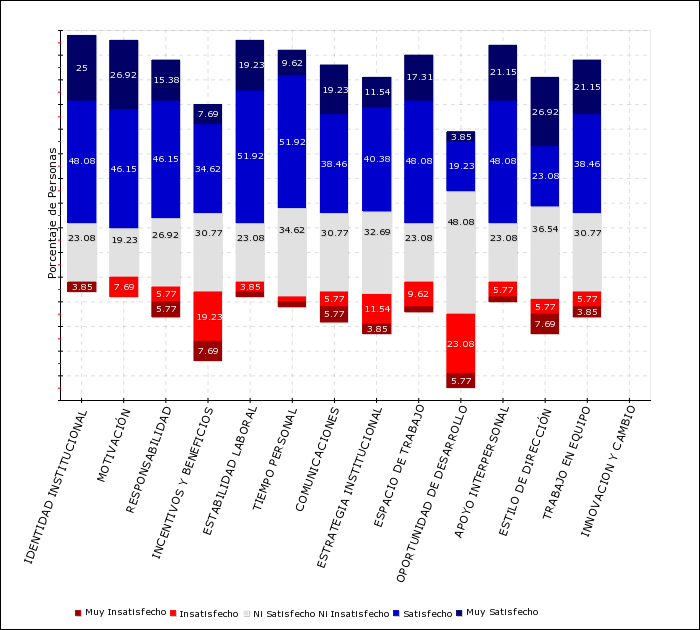 25 26.92 15.38 7.69 19.23 9.62 19.23 11.54 17.31 3.85 21.15 26.92 21.15
48.08 46.15 46.15 34.62 51.92 51.92 38.46 40.38 48.08 19.23 48.08 23.08 38.46
23.08 19.23 26.92 30.77 23.08 34.62 30.77 32.69 23.08 48.08 23.08 36.54 30.77
3.85 7.69 5.77 19.23 3.85 5.77 11.54 9.62 23.08 5.77 5.77 5.77
5.77 7.69 5.77 3.85 5.77 7.69 3.85
Porcentaje de Personas
IDENTIDAD INSTITUCIONAL
MOTIVACIÓN
RESPONSABILIDAD
INCENTIVOS Y BENEFICIOS
ESTABILIDAD LABORAL
TIEMPO PERSONAL
COMUNICACIONES
ESTRATEGIA INSTITUCIONAL
ESPACIO DE TRABAJO
OPORTUNIDAD DE DESARROLLO
APOYO INTERPERSONAL
ESTILO DE DIRECCIÓN
TRABAJO EN EQUIPO
INNOVACION Y CAMBIO
Muy Insatisfecho Insatisfecho Ni Satisfecho Ni Insatisfecho Satisfecho Muy Satisfecho